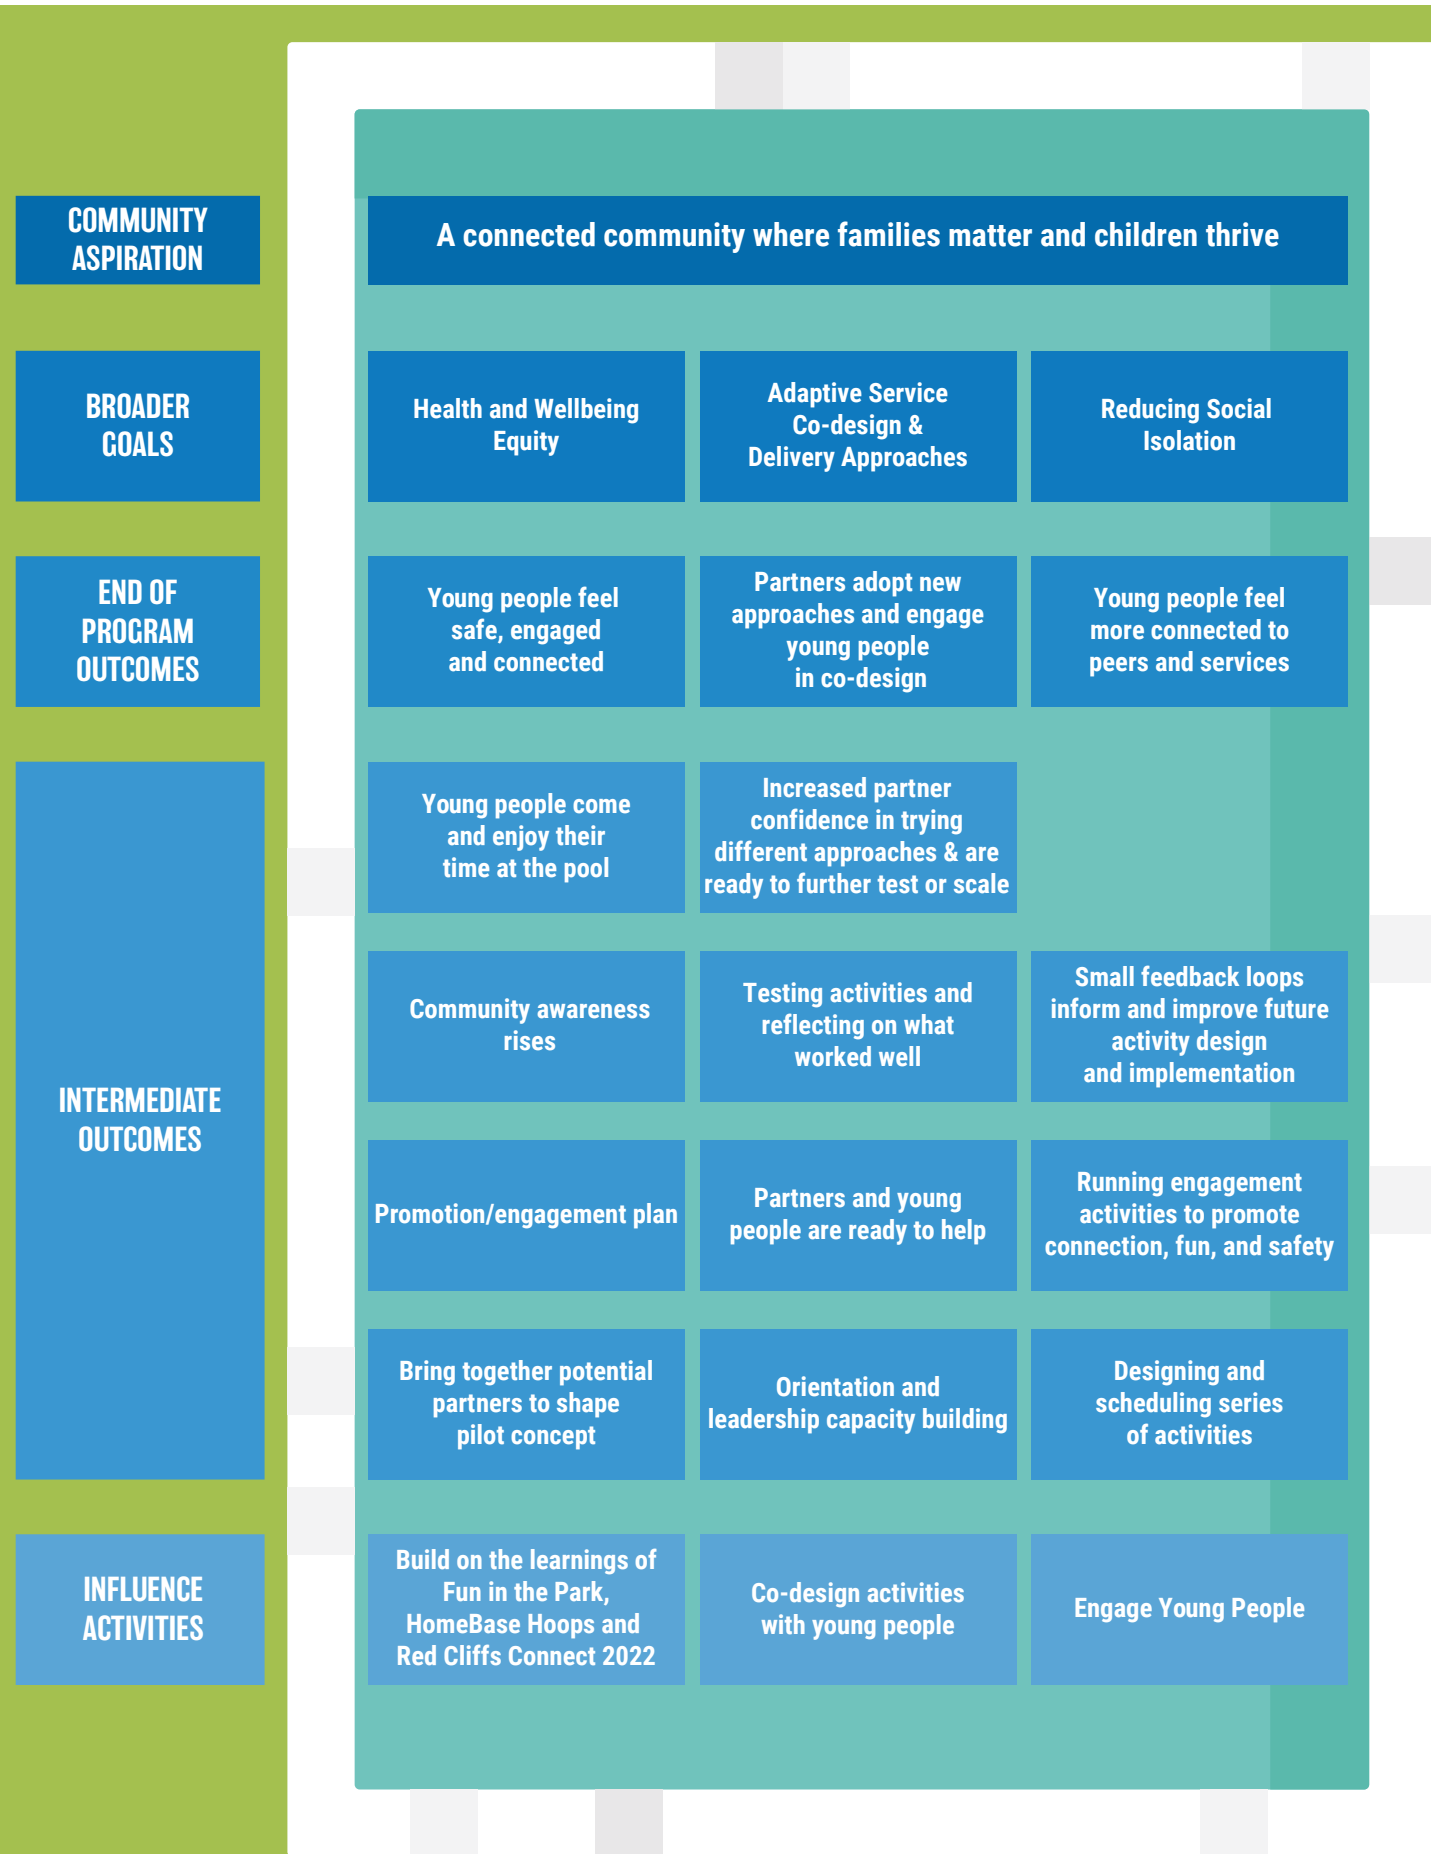 COMMUNITY
ASPIRATION
A connected community where families matter and children thrive
BROADER
GOALS
Health and Wellbeing
Equity
Adaptive Service
Co-design &
Delivery Approaches
Reducing Social
Isolation
END OF
PROGRAM
OUTCOMES
Young people feel
safe, engaged
and connected
Partners adopt new
approaches and engage
young people
in co-design
Young people feel
more connected to
peers and services
INTERMEDIATE
OUTCOMES
Young people come
and enjoy their
time at the pool
Increased partner
confidence in trying
different approaches & are
ready to further test or scale
Community awareness
rises
Testing activities and
reflecting on what
worked well
Small feedback loops
inform and improve future
activity design
and implementation
Promotion/engagement plan
Partners and young
people are ready to help
Running engagement
activities to promote
connection, fun, and safety
Bring together potential
partners to shape
pilot concept
Orientation and
leadership capacity building
Designing and
scheduling series
of activities
INFLUENCE
ACTIVITIES
Build on the learnings of
Fun in the Park,
HomeBase Hoops and
Red Cliffs Connect 2022
Co-design activities
with young people
Engage Young People